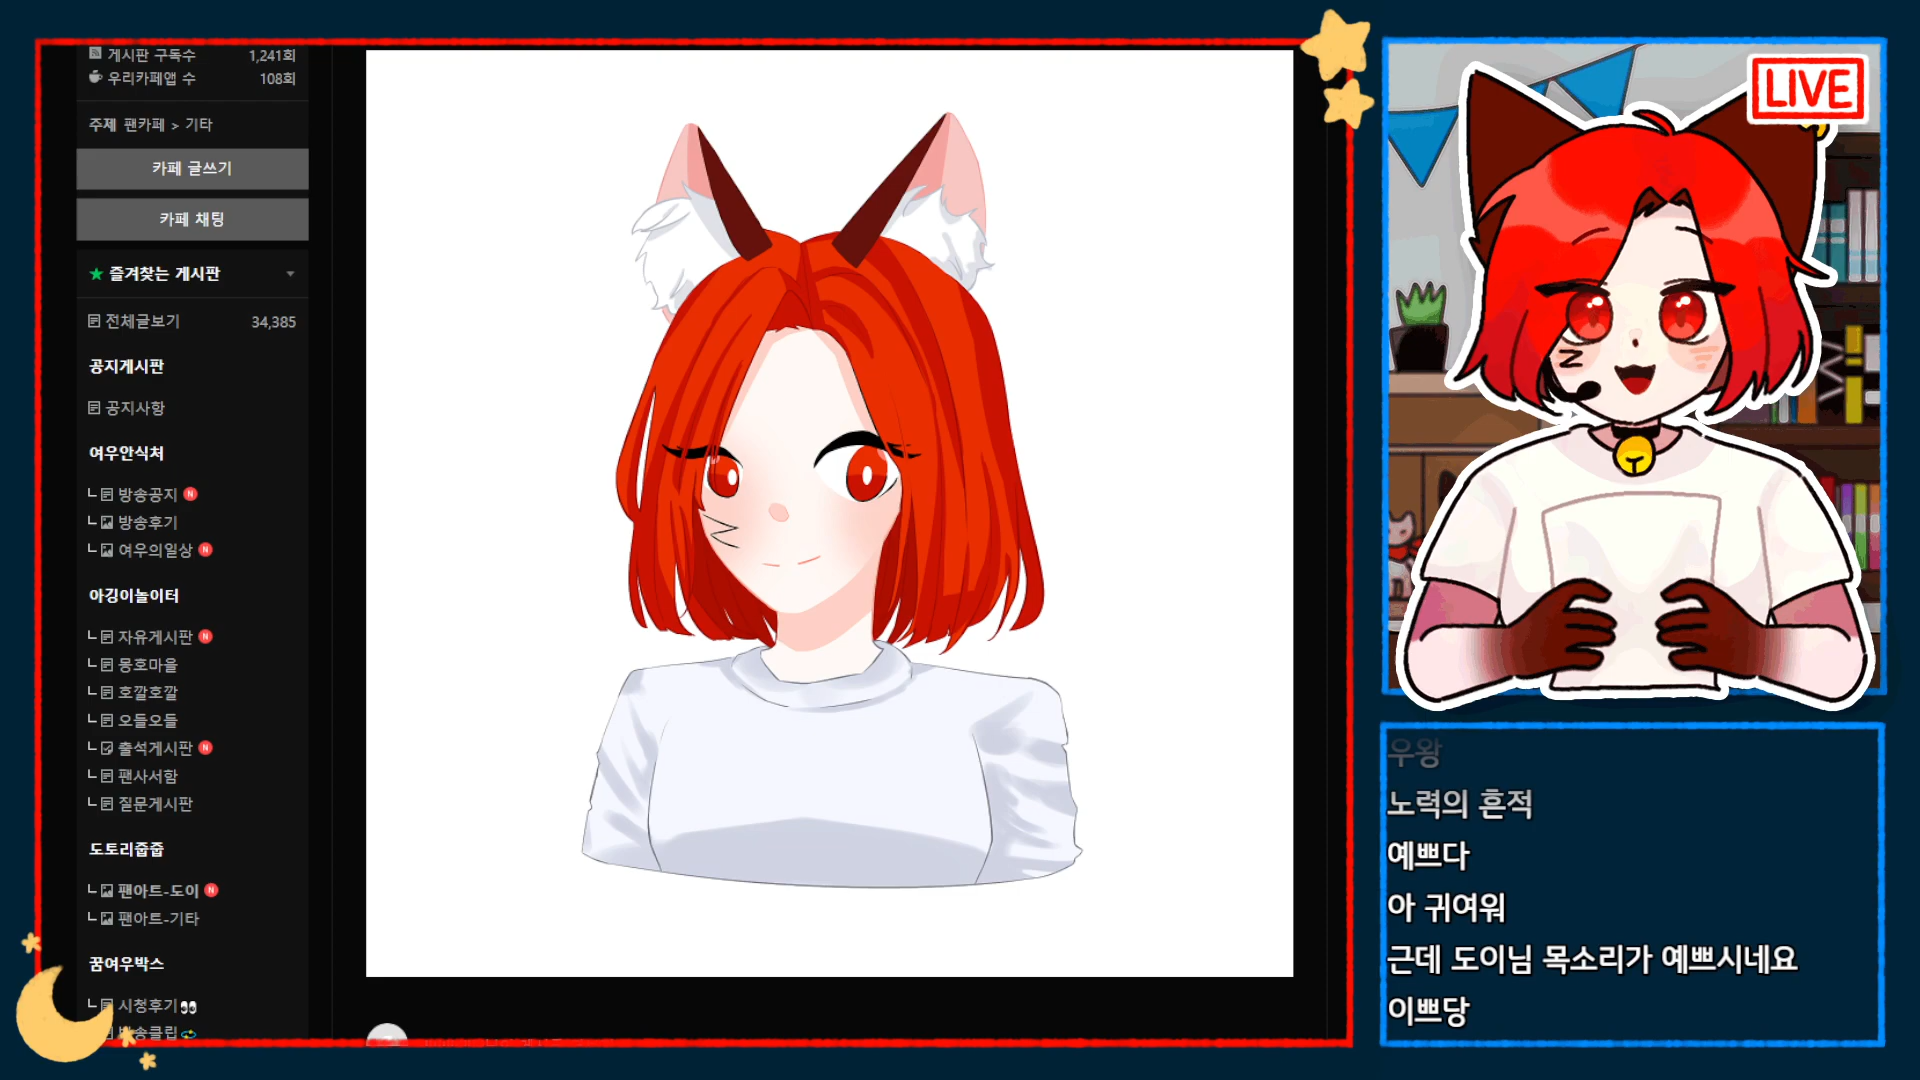 게시판 구독수 1,241회
우리카페앱 수 108회
주제 팬카페 > 기타
카페 글쓰기
카페 채팅
★ 즐겨찾는 게시판
전체글보기 34,385
공지게시판
공지사항
여우안식처
방송공지 N
방송후기
여우의일상 N
아깅이놀이터
자유게시판 N
몽호마을
호깔호깔
오들오들
출석게시판 N
팬사서함
질문게시판
도토리줍줍
팬아트-도이 N
팬아트-기타
꿈여우박스
시청후기👀
방송클립
LIVE
우왕
노력의 흔적
예쁘다
아 귀여워
근데 도이님 목소리가 예쁘시네요
이쁘당